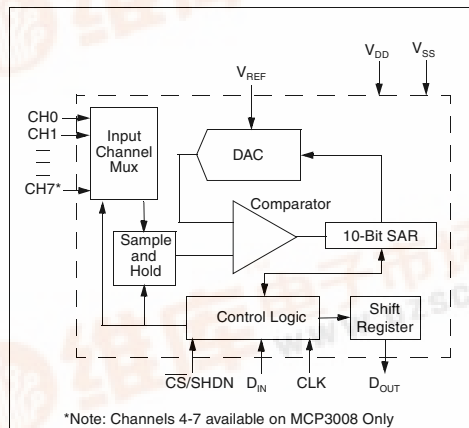 V_DD V_SS
V_REF
CH0
CH1
CH7*
Input
Channel
Mux
DAC
Comparator
Sample
and
Hold
10-Bit SAR
Control Logic
Shift
Register
C̅S̅/SHDN D_IN CLK D_OUT
*Note: Channels 4-7 available on MCP3008 Only